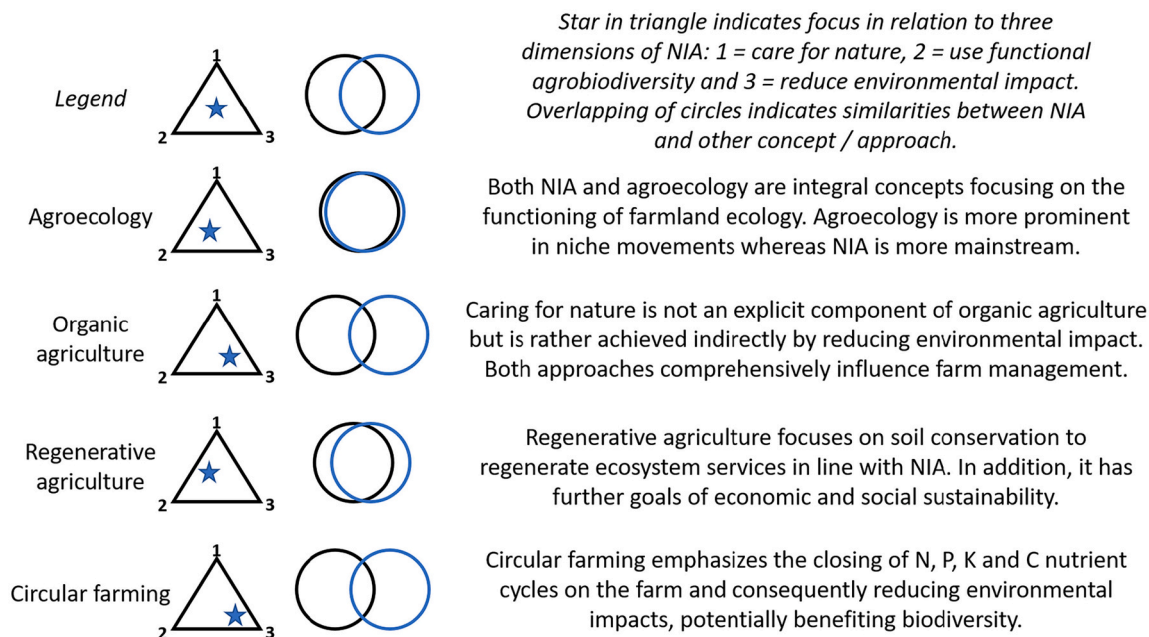 Legend
1
2
3
Star in triangle indicates focus in relation to three
dimensions of NIA: 1 = care for nature, 2 = use functional
agrobiodiversity and 3 = reduce environmental impact.
Overlapping of circles indicates similarities between NIA
and other concept / approach.
Agroecology
1
2
3
Both NIA and agroecology are integral concepts focusing on the
functioning of farmland ecology. Agroecology is more prominent
in niche movements whereas NIA is more mainstream.
Organic
agriculture
1
2
3
Caring for nature is not an explicit component of organic agriculture
but is rather achieved indirectly by reducing environmental impact.
Both approaches comprehensively influence farm management.
Regenerative
agriculture
1
2
3
Regenerative agriculture focuses on soil conservation to
regenerate ecosystem services in line with NIA. In addition, it has
further goals of economic and social sustainability.
Circular farming
1
2
3
Circular farming emphasizes the closing of N, P, K and C nutrient
cycles on the farm and consequently reducing environmental
impacts, potentially benefiting biodiversity.